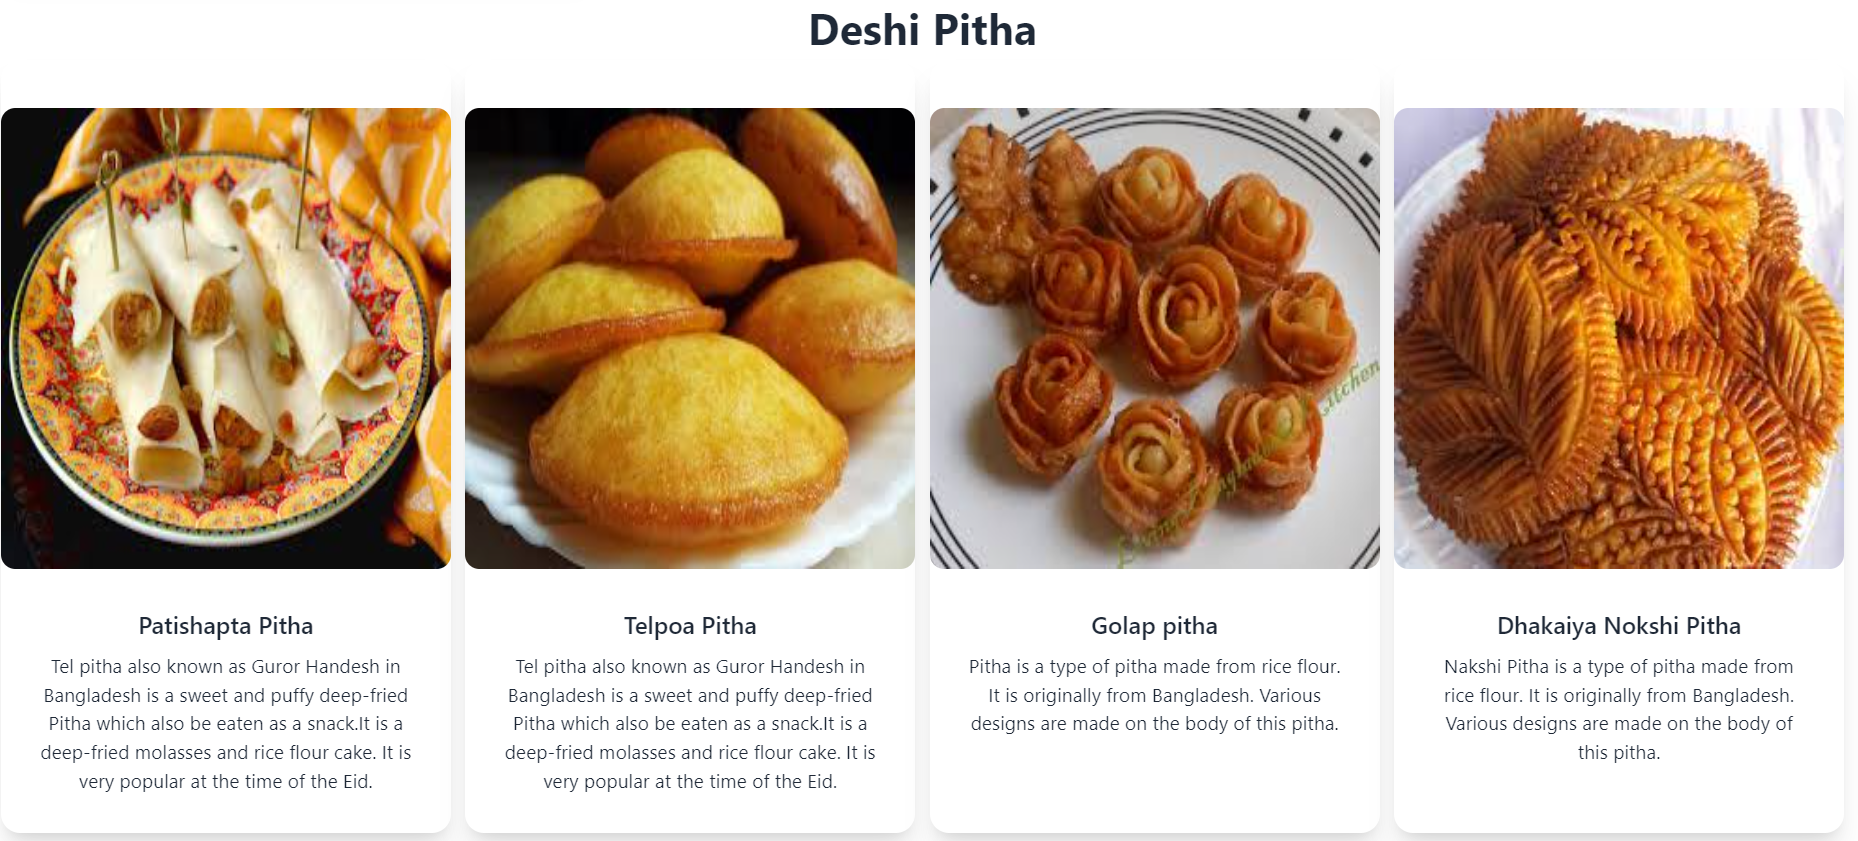 Deshi Pitha
Patishapta Pitha
Tel pitha also known as Guror Handesh in
Bangladesh is a sweet and puffy deep-fried
Pitha which also be eaten as a snack.It is a
deep-fried molasses and rice flour cake. It is
very popular at the time of the Eid.
Telpoa Pitha
Tel pitha also known as Guror Handesh in
Bangladesh is a sweet and puffy deep-fried
Pitha which also be eaten as a snack.It is a
deep-fried molasses and rice flour cake. It is
very popular at the time of the Eid.
Golap pitha
Pitha is a type of pitha made from rice flour.
It is originally from Bangladesh. Various
designs are made on the body of this pitha.
Dhakaiya Nokshi Pitha
Nakshi Pitha is a type of pitha made from
rice flour. It is originally from Bangladesh.
Various designs are made on the body of
this pitha.